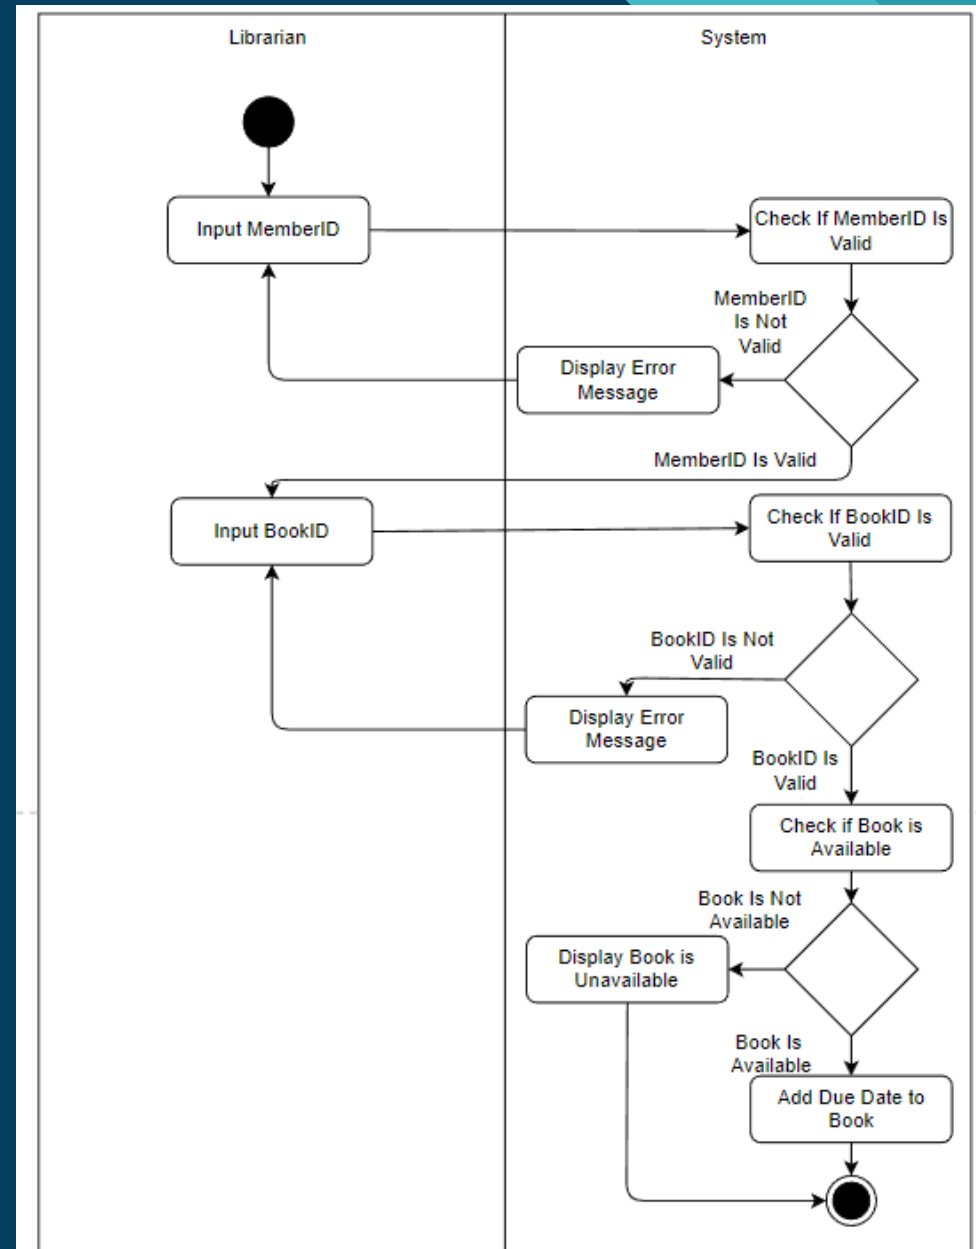 Librarian
System
Input MemberID
Check If MemberID Is
Valid
MemberID
Is Not
Valid
Display Error
Message
MemberID Is Valid
Input BookID
Check If BookID Is
Valid
BookID Is Not
Valid
Display Error
Message
BookID Is
Valid
Check if Book is
Available
Book Is Not
Available
Display Book is
Unavailable
Book Is
Available
Add Due Date to
Book